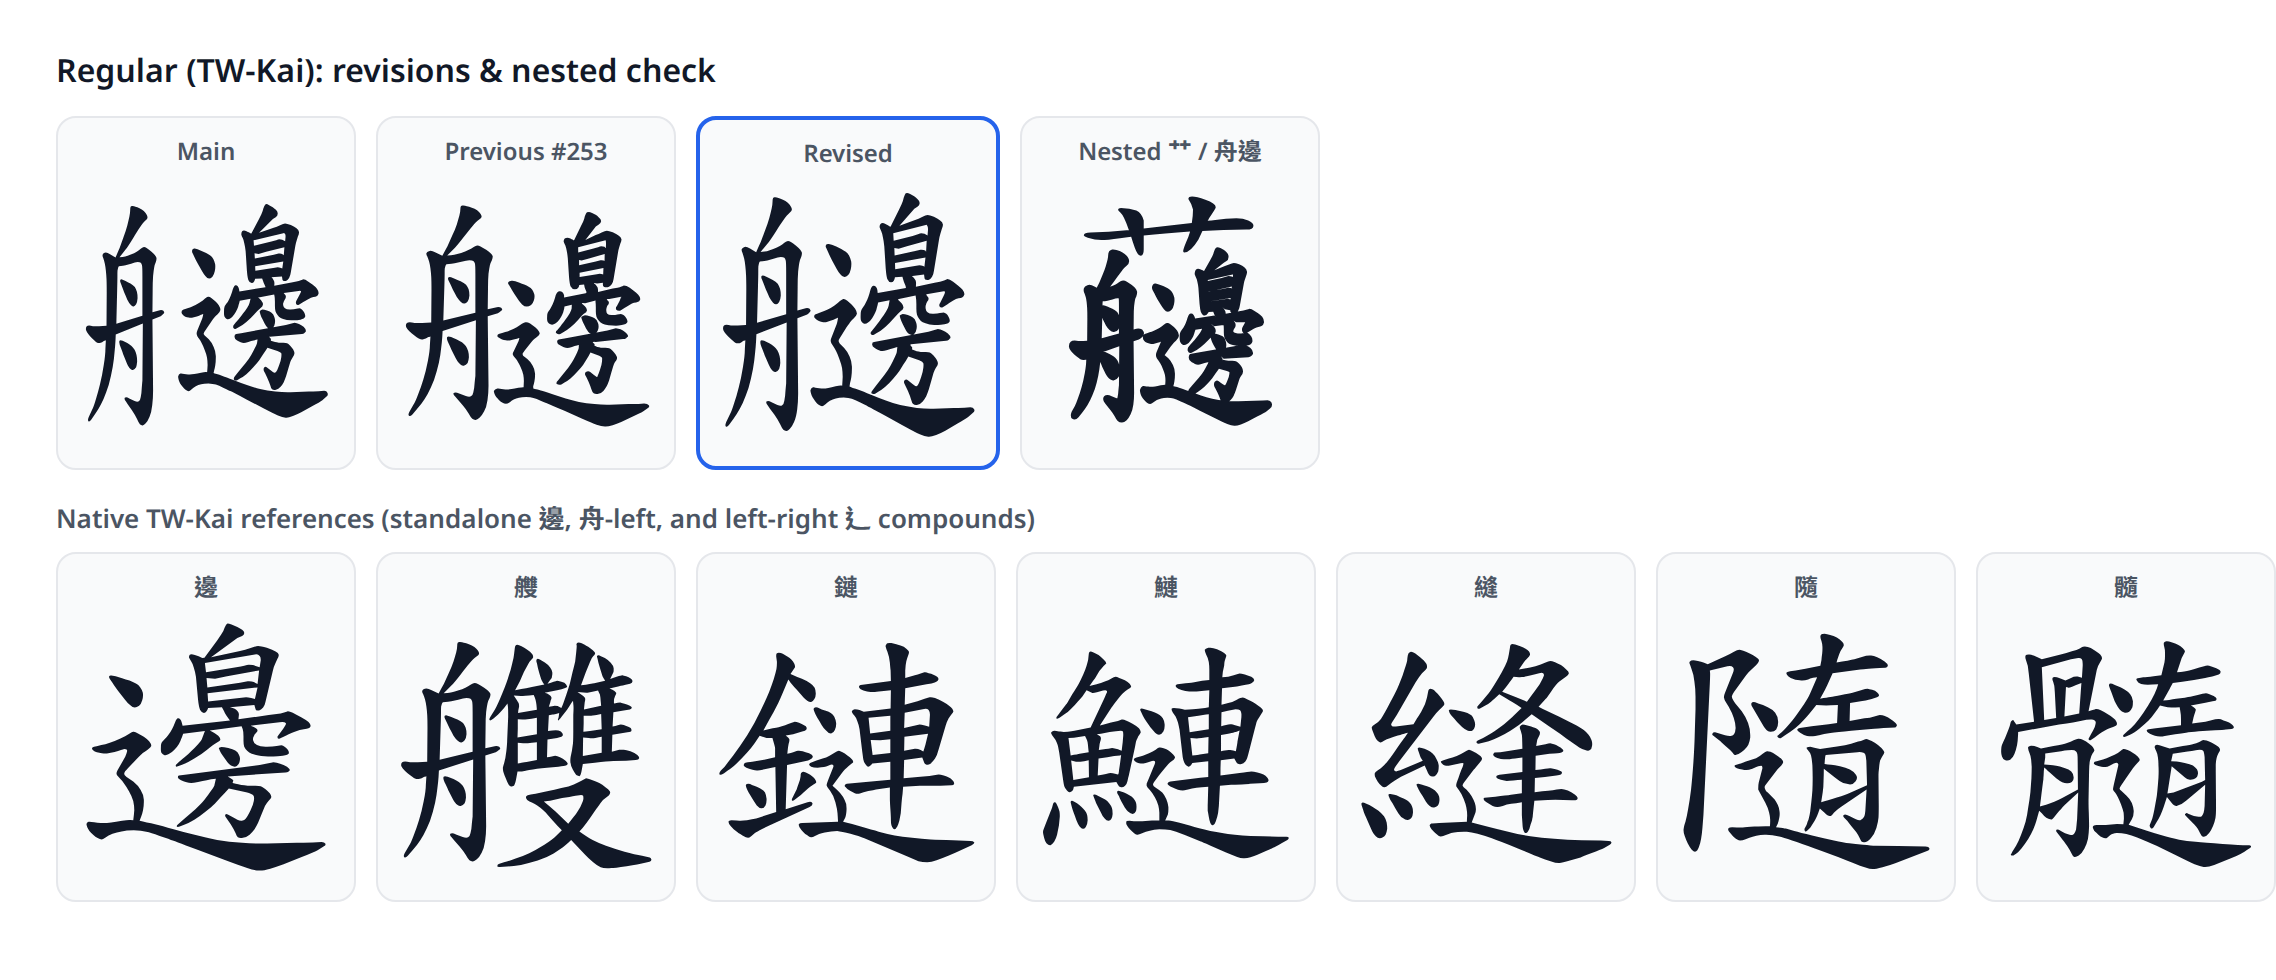 Regular (TW-Kai): revisions & nested check
Main
Previous #253
Revised
Nested 艹 / 舟邊
Native TW-Kai references (standalone 邊, 舟-left, and left-right 辶 compounds)
邊
艭
鏈
鰱
縫
隨
髓
邊
艭
鏈
鰱
縫
隨
髓